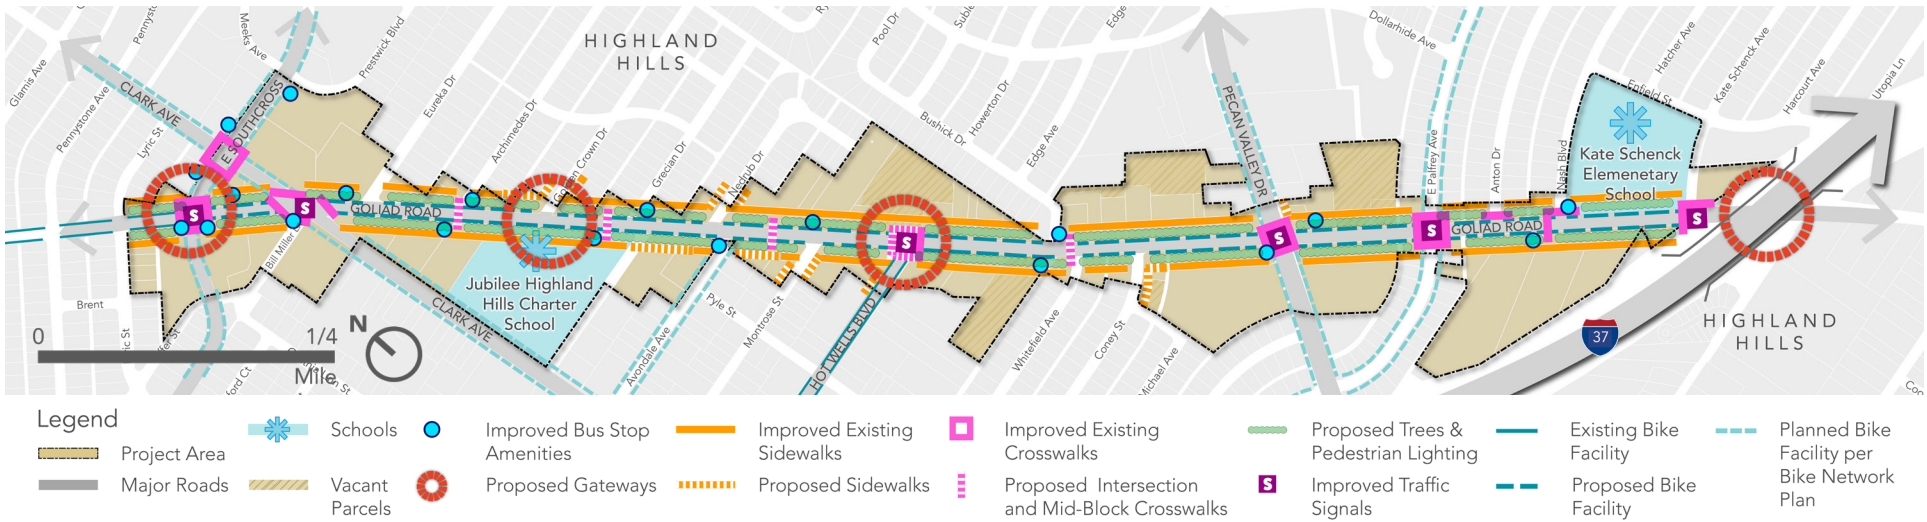 HIGHLAND
HILLS
Glamis Ave
Pennystone Ave
Meeks Ave
Prestwick Blvd
Eureka Dr
Archimedes Dr
Grecian Dr
Pool Dr
Bushick Dr
Howerton Dr
Edge Ave
Edge
Dollarhide Ave
Hatcher Ave
Kate Schenck Ave
Harcourt Ave
Utopia Ln
Enfield St
Nash Blvd
Anton Dr
E Palfrey Ave
PECAN VALLEY DR
CLARK AVE
Lyric St
E SOUTHCROSS
S
S
GOLIAD ROAD
S
S
S
GOLIAD ROAD
S
Kate Schenck
Elemenetary
School
Jubilee Highland
Hills Charter
School
Bill Miller
CLARK AVE
Brent
Avondale Ave
Pyle St
Montrose St
HOT WELLS BLVD
Whitefield Ave
Coney St
Michael Ave
37
HIGHLAND
HILLS
0
1/4
Mile
N
Legend
Project Area
Major Roads
Schools
Vacant
Parcels
Improved Bus Stop
Amenities
Proposed Gateways
Improved Existing
Sidewalks
Proposed Sidewalks
Improved Existing
Crosswalks
Proposed Intersection
and Mid-Block Crosswalks
Proposed Trees &
Pedestrian Lighting
S
Improved Traffic
Signals
Existing Bike
Facility
Proposed Bike
Facility
Planned Bike
Facility per
Bike Network
Plan